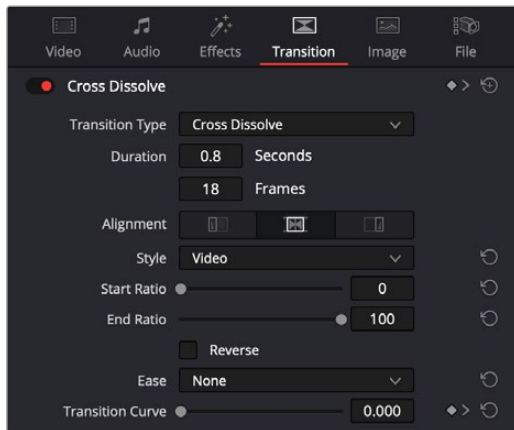 Video Audio Effects Transition Image File
Cross Dissolve
Transition Type Cross Dissolve
Duration 0.8 Seconds
18 Frames
Alignment
Style Video
Start Ratio 0
End Ratio 100
Reverse
Ease None
Transition Curve 0.000